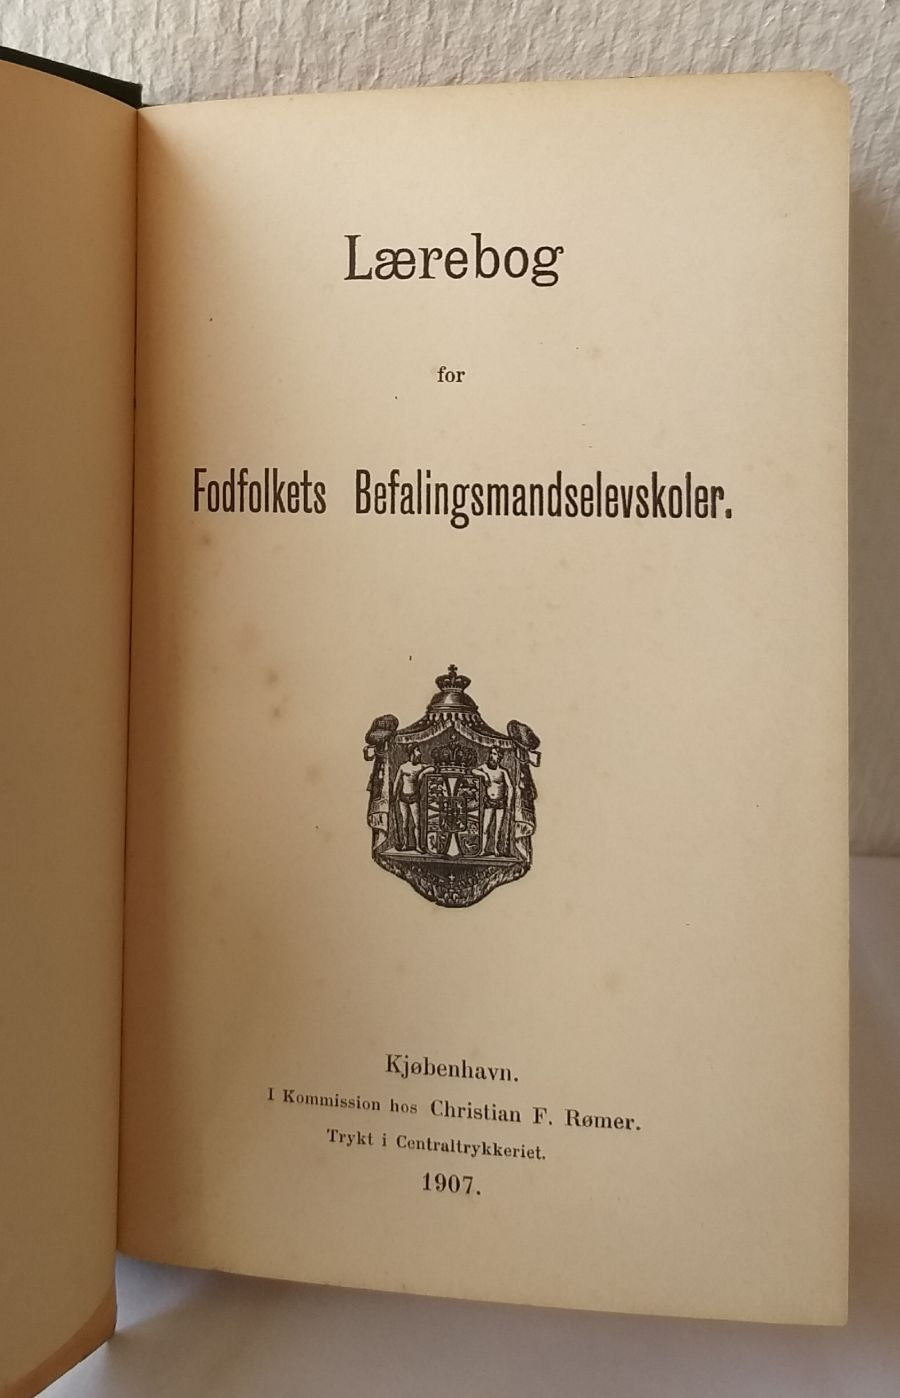 Lærebog
for
Fodfolkets Befalingsmandselevskoler.
Kjøbenhavn.
I Kommission hos Christian F. Rømer.
Trykt i Centraltrykkeriet.
1907.